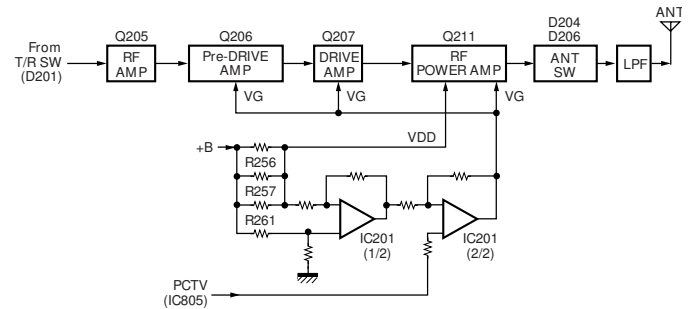 ANT
Q205
Q206
Q207
Q211
D204
D206
From
T/R SW
(D201)
RF
AMP
Pre-DRIVE
AMP
DRIVE
AMP
RF
POWER AMP
ANT
SW
LPF
VG
VG
VG
VDD
+B
R256
R257
R261
IC201
(1/2)
IC201
(2/2)
PCTV
(IC805)